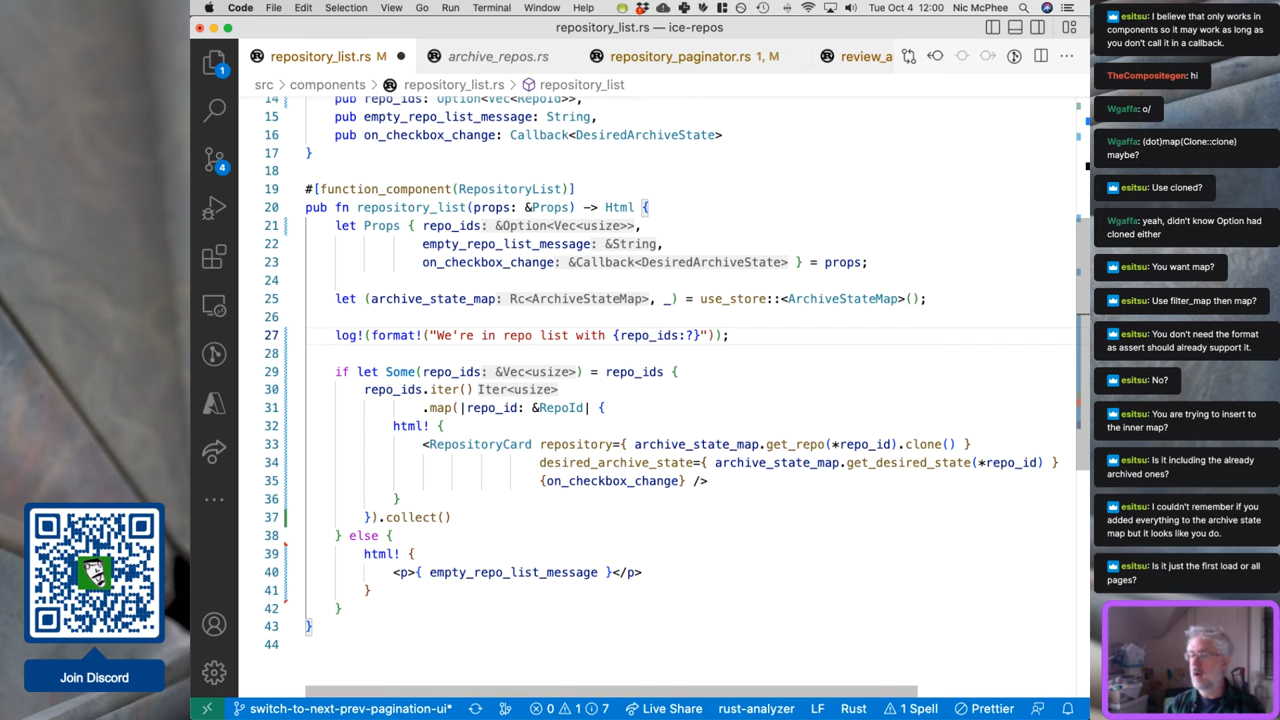 Code File Edit Selection View Go Run Terminal Window Help Tue Oct 4 12:00 Nic McPhee
repository_list.rs — ice-repos
repository_list.rs M archive_repos.rs repository_paginator.rs 1, M review_a
src components repository_list.rs repository_list
14 pub repo_ids: Option<Vec<RepoId>>,
15 pub empty_repo_list_message: String,
16 pub on_checkbox_change: Callback<DesiredArchiveState>
17 }
18
19 #[function_component(RepositoryList)]
20 pub fn repository_list(props: &Props) -> Html {
21 let Props { repo_ids: &Option<Vec<usize>>,
22 empty_repo_list_message: &String,
23 on_checkbox_change: &Callback<DesiredArchiveState> } = props;
24
25 let (archive_state_map: Rc<ArchiveStateMap>, _) = use_store::<ArchiveStateMap>();
26
27 log!(format!("We're in repo list with {repo_ids:?}"));
28
29 if let Some(repo_ids: &Vec<usize>) = repo_ids {
30 repo_ids.iter() Iter<usize>
31 .map(|repo_id: &RepoId| {
32 html! {
33 <RepositoryCard repository={ archive_state_map.get_repo(*repo_id).clone() }
34 desired_archive_state={ archive_state_map.get_desired_state(*repo_id) }
35 {on_checkbox_change} />
36 }
37 }).collect()
38 } else {
39 html! {
40 <p>{ empty_repo_list_message }</p>
41 }
42 }
43 }
44
1
4
switch-to-next-prev-pagination-ui* 0 1 7 Live Share rust-analyzer LF Rust 1 Spell Prettier
Join Discord
esitsu: I believe that only works in
components so it may work as long as
you don't call it in a callback.
TheCompositegen: hi
Wgaffa: o/
Wgaffa: (dot)map(Clone::clone)
maybe?
esitsu: Use cloned?
Wgaffa: yeah, didn't know Option had
cloned either
esitsu: You want map?
esitsu: Use filter_map then map?
esitsu: You don't need the format
as assert should already support it.
esitsu: No?
esitsu: You are trying to insert to
the inner map?
esitsu: Is it including the already
archived ones?
esitsu: I couldn't remember if you
added everything to the archive state
map but it looks like you do.
esitsu: Is it just the first load or all
pages?